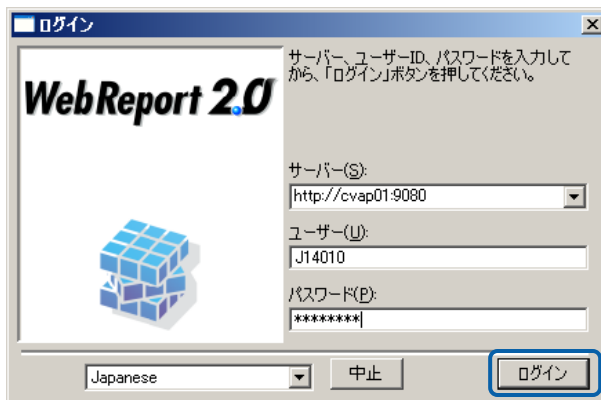 ログイン
WebReport 2.0
サーバー、ユーザーID、パスワードを入力して
から、「ログイン」ボタンを押してください。
サーバー(S):
http://cvap01:9080
ユーザー(U):
J14010
パスワード(P):
********
Japanese
中止
ログイン